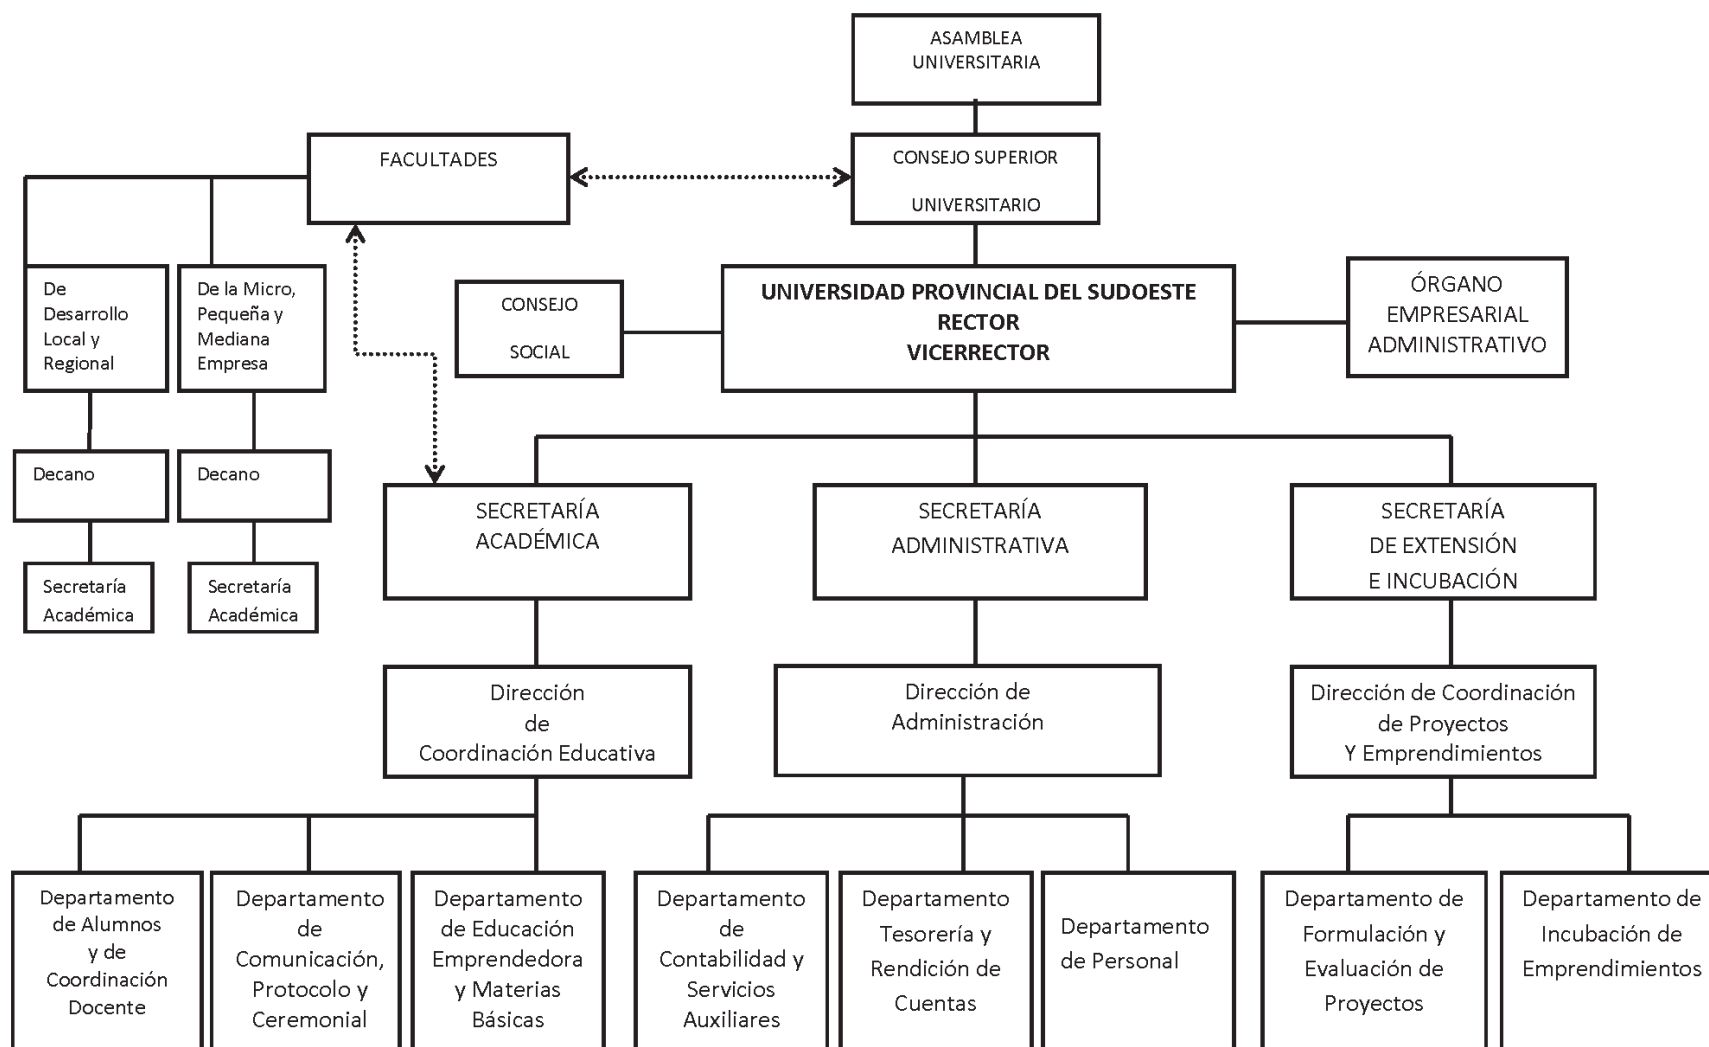 ASAMBLEA
UNIVERSITARIA
FACULTADES
CONSEJO SUPERIOR
UNIVERSITARIO
De
Desarrollo
Local y
Regional
De la Micro,
Pequeña y
Mediana
Empresa
CONSEJO
SOCIAL
UNIVERSIDAD PROVINCIAL DEL SUDOESTE
RECTOR
VICERRECTOR
ÓRGANO
EMPRESARIAL
ADMINISTRATIVO
Decano
Decano
Secretaría
Académica
Secretaría
Académica
SECRETARÍA
ACADÉMICA
SECRETARÍA
ADMINISTRATIVA
SECRETARÍA
DE EXTENSIÓN
E INCUBACIÓN
Dirección
de
Coordinación Educativa
Dirección de
Administración
Dirección de Coordinación
de Proyectos
Y Emprendimientos
Departamento
de Alumnos
y de
Coordinación
Docente
Departamento
de
Comunicación,
Protocolo y
Ceremonial
Departamento
de Educación
Emprendedora
y Materias
Básicas
Departamento
de
Contabilidad y
Servicios
Auxiliares
Departamento
Tesorería y
Rendición de
Cuentas
Departamento
de Personal
Departamento de
Formulación y
Evaluación de
Proyectos
Departamento de
Incubación de
Emprendimientos